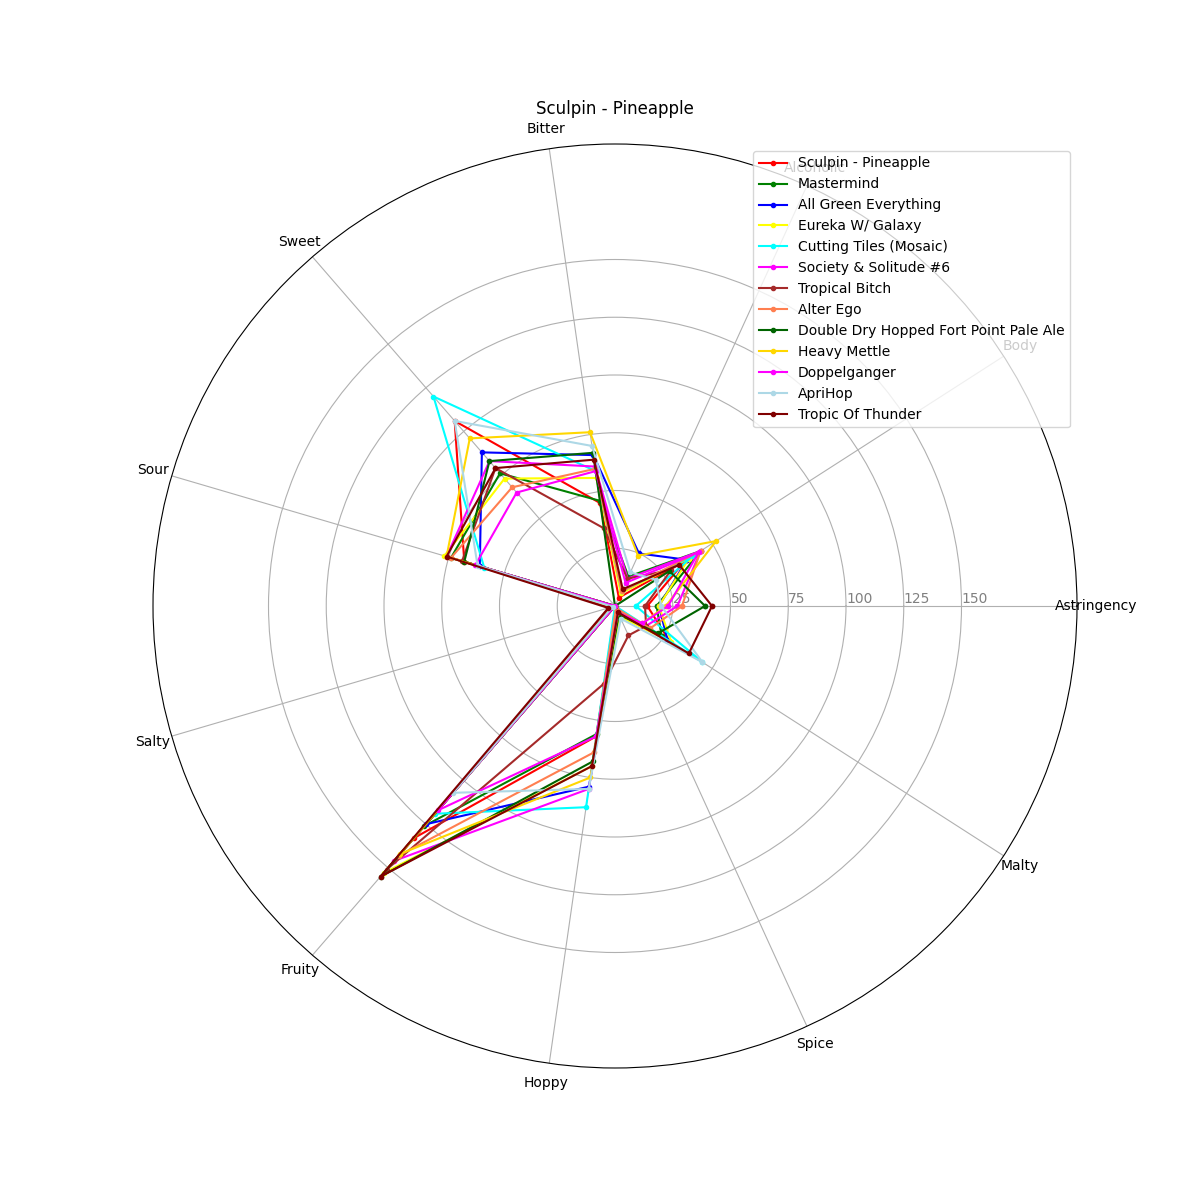 Sculpin - Pineapple
Bitter
Alcoholic
Sculpin - Pineapple
Mastermind
All Green Everything
Eureka W/ Galaxy
Cutting Tiles (Mosaic)
Society & Solitude #6
Tropical Bitch
Alter Ego
Double Dry Hopped Fort Point Pale Ale
Heavy Mettle
Doppelganger
ApriHop
Tropic Of Thunder
Sweet
Body
Sour
25
50
75
100
125
150
Astringency
Salty
Malty
Fruity
Spice
Hoppy